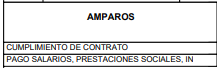 AMPAROS
CUMPLIMIENTO DE CONTRATO
PAGO SALARIOS, PRESTACIONES SOCIALES, IN